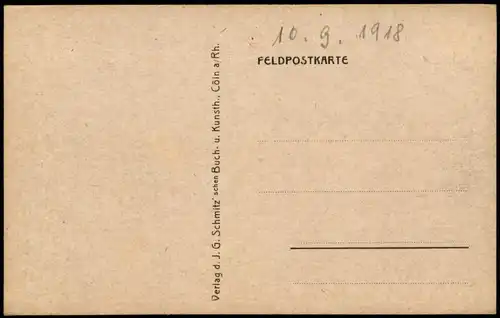 10. 9. 1918
FELDPOSTKARTE
Verlag d. J. G. Schmitz'schen Buch- u. Kunsth., Cöln a/Rh.